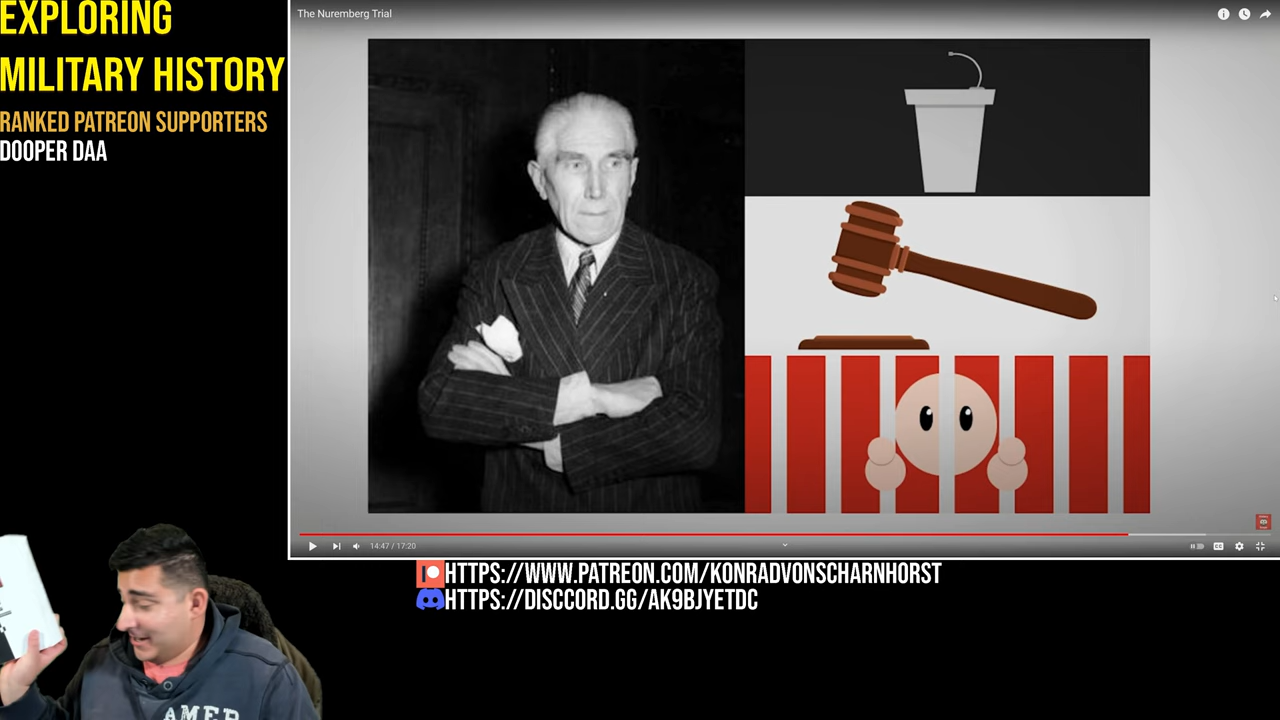 EXPLORING
MILITARY HISTORY
RANKED PATREON SUPPORTERS
DOOPER DAA
The Nuremberg Trial
14:47 / 17:20
CC
HTTPS://WWW.PATREON.COM/KONRADVONSCHARNHORST
HTTPS://DISCCORD.GG/AK9BJYETDC
AMER